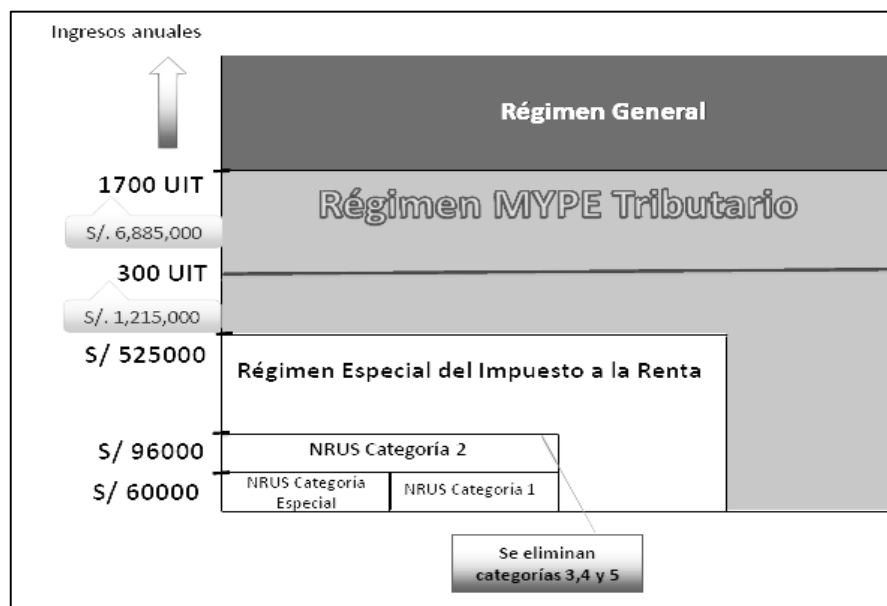 Ingresos anuales
Régimen General
1700 UIT
Régimen MYPE Tributario
S/. 6,885,000
300 UIT
S/. 1,215,000
S/ 525000
Régimen Especial del Impuesto a la Renta
S/ 96000
NRUS Categoría 2
S/ 60000
NRUS Categoria
Especial
NRUS Categoría 1
Se eliminan
categorías 3,4 y 5